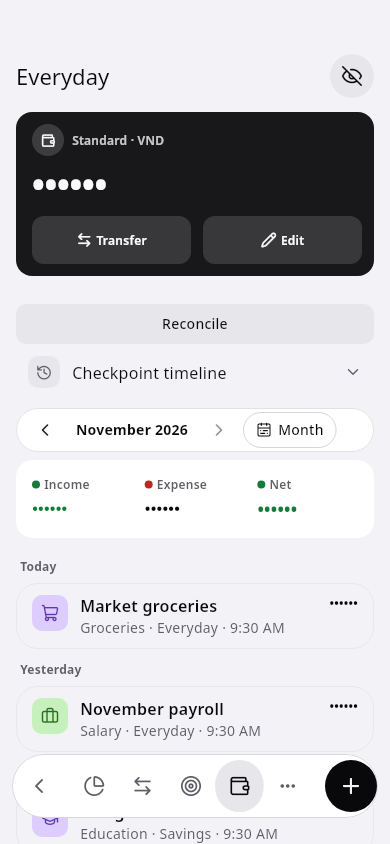 Everyday
Standard · VND
••••••
Transfer
Edit
Reconcile
Checkpoint timeline
November 2026
Month
Income
Expense
Net
••••••
••••••
••••••
Today
Market groceries
••••••
Groceries · Everyday · 9:30 AM
Yesterday
November payroll
••••••
Salary · Everyday · 9:30 AM
Education · Savings · 9:30 AM